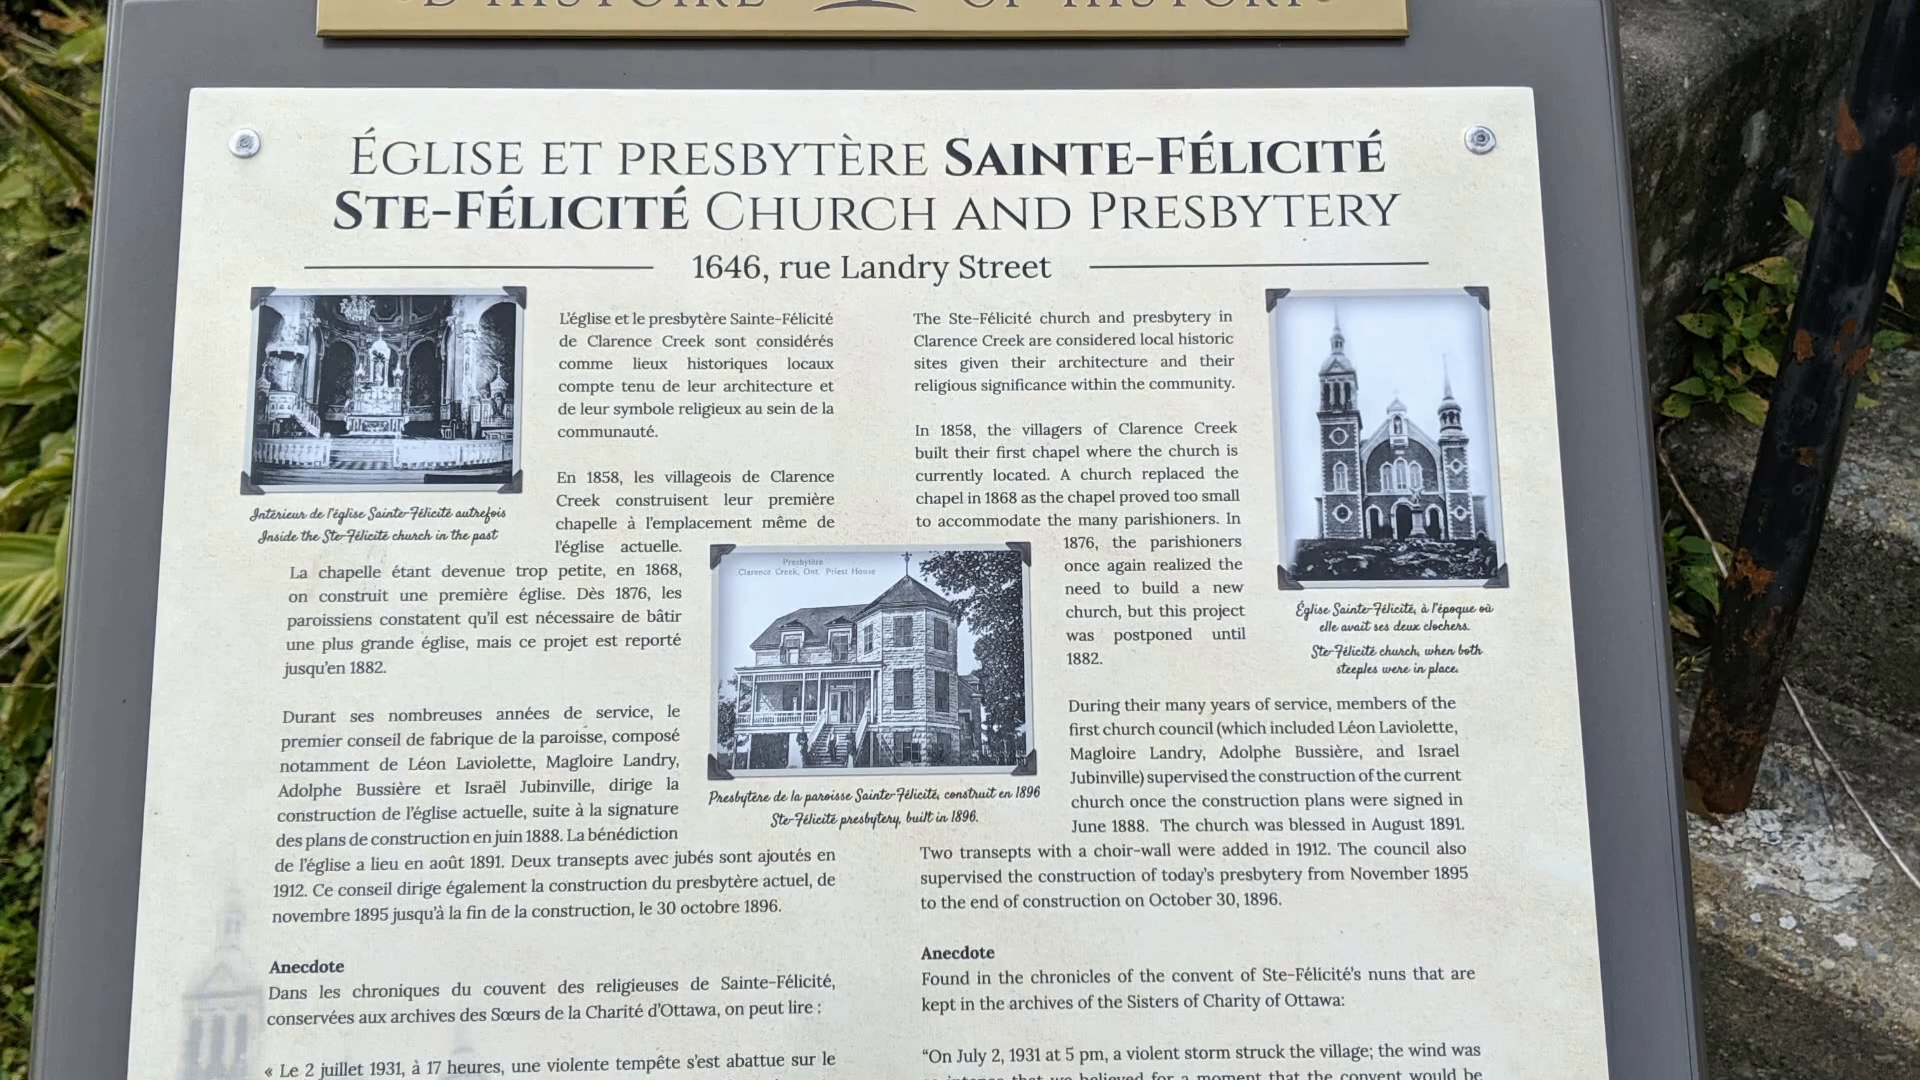 D'HISTOIRE OF HISTORY
ÉGLISE ET PRESBYTÈRE SAINTE-FÉLICITÉ
STE-FÉLICITÉ CHURCH AND PRESBYTERY
1646, rue Landry Street
L'église et le presbytère Sainte-Félicité
de Clarence Creek sont considérés
comme lieux historiques locaux
compte tenu de leur architecture et
de leur symbole religieux au sein de la
communauté.
En 1858, les villageois de Clarence
Creek construisent leur première
chapelle à l'emplacement même de
l'église actuelle.
Intérieur de l'église Sainte-Félicité autrefois
Inside the Ste-Félicité church in the past
La chapelle étant devenue trop petite, en 1868,
on construit une première église. Dès 1876, les
paroissiens constatent qu'il est nécessaire de bâtir
une plus grande église, mais ce projet est reporté
jusqu'en 1882.
Durant ses nombreuses années de service, le
premier conseil de fabrique de la paroisse, composé
notamment de Léon Laviolette, Magloire Landry,
Adolphe Bussière et Israël Jubinville, dirige la
construction de l'église actuelle, suite à la signature
des plans de construction en juin 1888. La bénédiction
de l'église a lieu en août 1891. Deux transepts avec jubés sont ajoutés en
1912. Ce conseil dirige également la construction du presbytère actuel, de
novembre 1895 jusqu'à la fin de la construction, le 30 octobre 1896.
Anecdote
Dans les chroniques du couvent des religieuses de Sainte-Félicité,
conservées aux archives des Sœurs de la Charité d'Ottawa, on peut lire :
« Le 2 juillet 1931, à 17 heures, une violente tempête s'est abattue sur le
Presbytère
Clarence Creek, Ont. Priest House
Presbytère de la paroisse Sainte-Félicité, construit en 1896
Ste-Félicité presbytery, built in 1896.
The Ste-Félicité church and presbytery in
Clarence Creek are considered local historic
sites given their architecture and their
religious significance within the community.
In 1858, the villagers of Clarence Creek
built their first chapel where the church is
currently located. A church replaced the
chapel in 1868 as the chapel proved too small
to accommodate the many parishioners. In
1876, the parishioners
once again realized the
need to build a new
church, but this project
was postponed until
1882.
Église Sainte-Félicité, à l'époque où
elle avait ses deux clochers.
Ste-Félicité church, when both
steeples were in place.
During their many years of service, members of the
first church council (which included Léon Laviolette,
Magloire Landry, Adolphe Bussière, and Israel
Jubinville) supervised the construction of the current
church once the construction plans were signed in
June 1888. The church was blessed in August 1891.
Two transepts with a choir-wall were added in 1912. The council also
supervised the construction of today's presbytery from November 1895
to the end of construction on October 30, 1896.
Anecdote
Found in the chronicles of the convent of Ste-Félicité's nuns that are
kept in the archives of the Sisters of Charity of Ottawa:
"On July 2, 1931 at 5 pm, a violent storm struck the village; the wind was
so intense that we believed for a moment that the convent would be